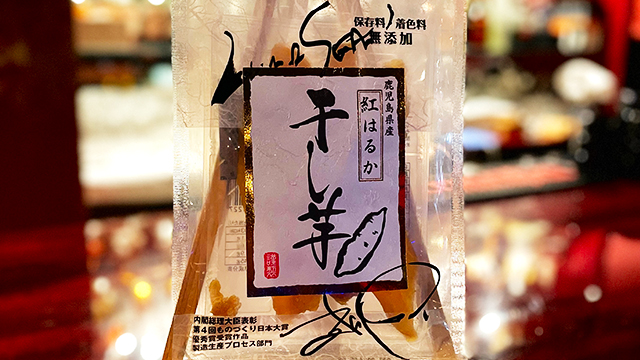 保存料/着色料
無添加
鹿児島県産
紅はるか
干し芋
内閣総理大臣表彰
第4回ものづくり日本大賞
優秀賞受賞作品
製造生産プロセス部門